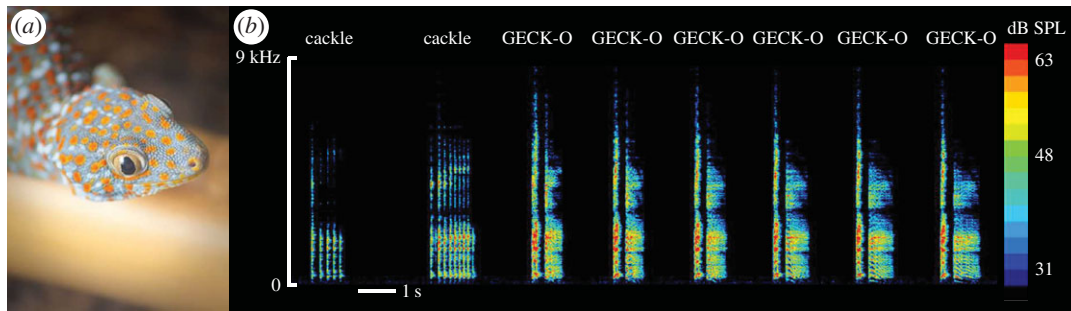 (a)
(b)
cackle cackle GECK-O GECK-O GECK-O GECK-O GECK-O GECK-O
dB SPL
9 kHz
63
48
31
0
1 s